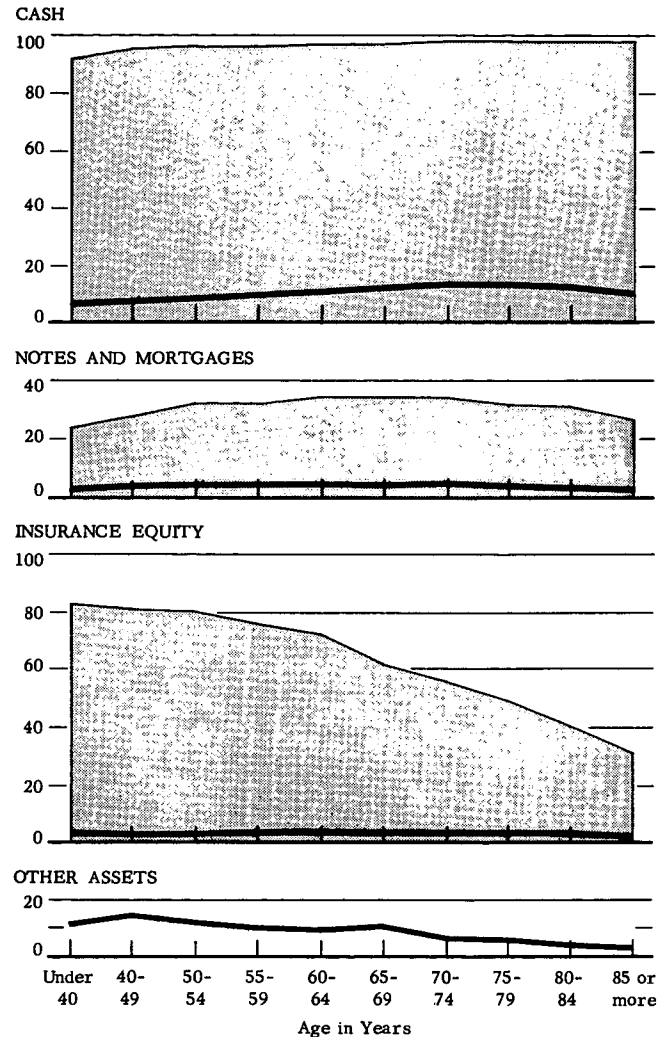 CASH
100
80
60
40
20
0
NOTES AND MORTGAGES
40
20
0
INSURANCE EQUITY
100
80
60
40
20
0
OTHER ASSETS
20
0
Under 40- 50- 55- 60- 65- 70- 75- 80- 85 or
40 49 54 59 64 69 74 79 84 more
Age in Years